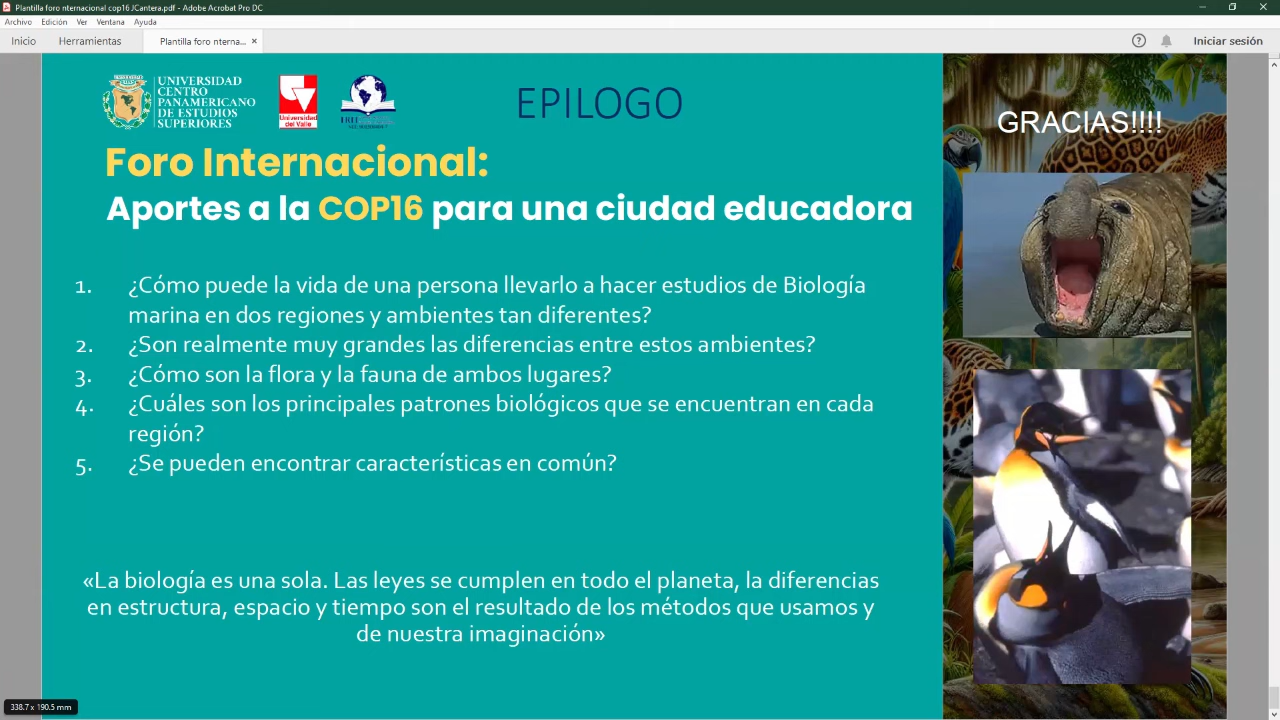 Plantilla foro nternacional cop16 JCantera.pdf - Adobe Acrobat Pro DC
Archivo Edición Ver Ventana Ayuda
Inicio Herramientas Plantilla foro nterna... × Iniciar sesión
UNIVERSIDAD
CENTRO
PANAMERICANO
DE ESTUDIOS
SUPERIORES
Universidad
del Valle
EPILOGO
GRACIAS!!!!
Foro Internacional:
Aportes a la COP16 para una ciudad educadora
1. ¿Cómo puede la vida de una persona llevarlo a hacer estudios de Biología
marina en dos regiones y ambientes tan diferentes?
2. ¿Son realmente muy grandes las diferencias entre estos ambientes?
3. ¿Cómo son la flora y la fauna de ambos lugares?
4. ¿Cuáles son los principales patrones biológicos que se encuentran en cada
región?
5. ¿Se pueden encontrar características en común?
«La biología es una sola. Las leyes se cumplen en todo el planeta, la diferencias
en estructura, espacio y tiempo son el resultado de los métodos que usamos y
de nuestra imaginación»
338.7 x 190.5 mm